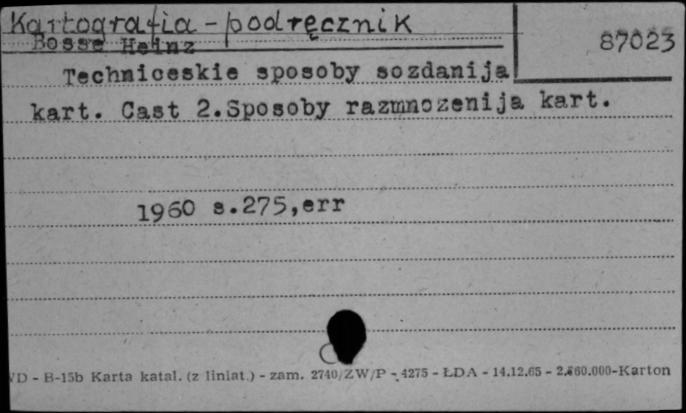 Kartografia - podręcznik
Bosse Heinz
87023
Techniceskie sposoby sozdanija
kart. Cast 2.Sposoby razmnozenija kart.
1960 s.275,err
D - B-15b Karta katal. (z liniat.) - zam. 2740/ZW/P - 4275 - ŁDA - 14.12.65 - 2.860.000-Karton